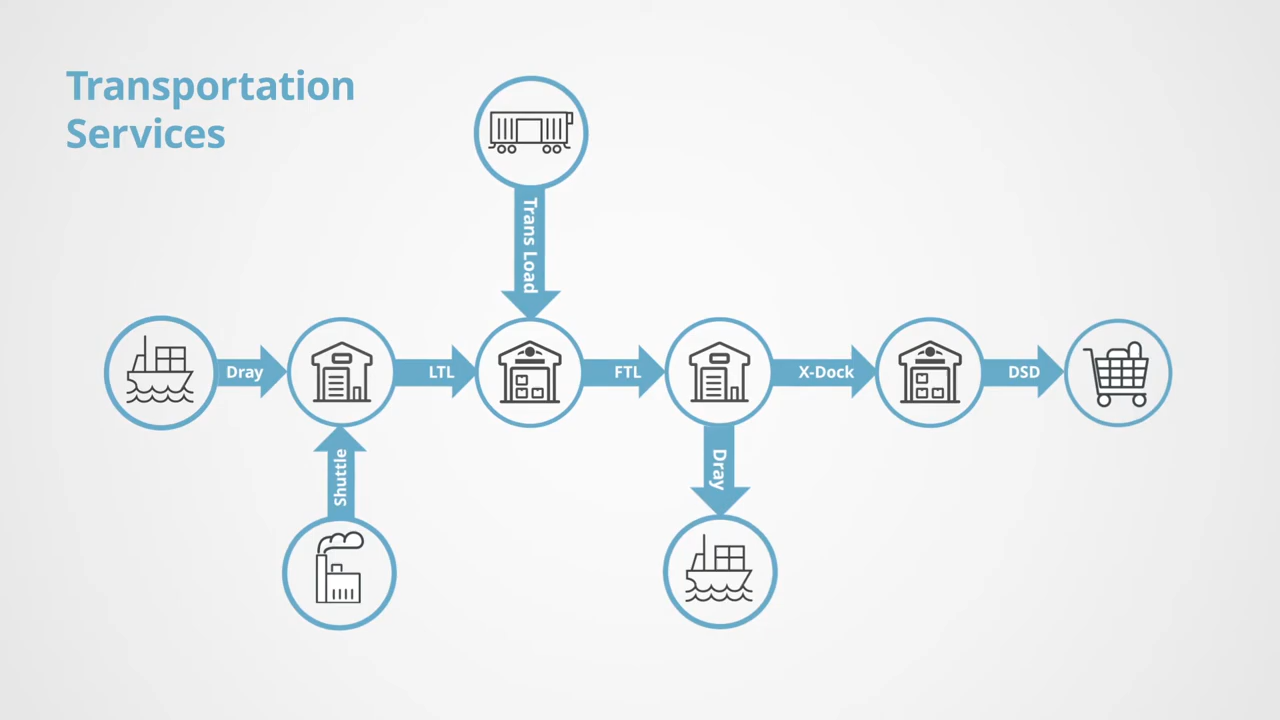 Transportation
Services
Trans Load
Dray
LTL
FTL
X-Dock
DSD
Shuttle
Dray